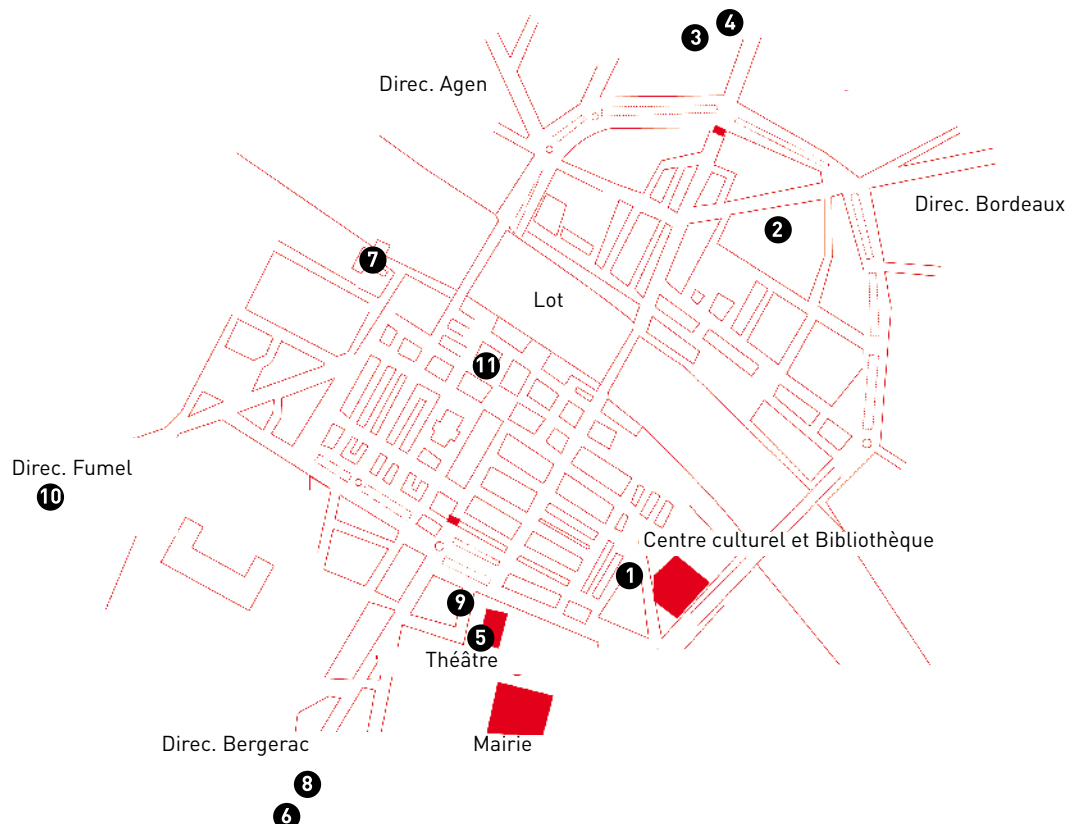 4
3
Direc. Agen
Direc. Bordeaux
2
7
Lot
11
Direc. Fumel
10
Centre culturel et Bibliothèque
1
9
5
Théâtre
Direc. Bergerac
Mairie
8
6